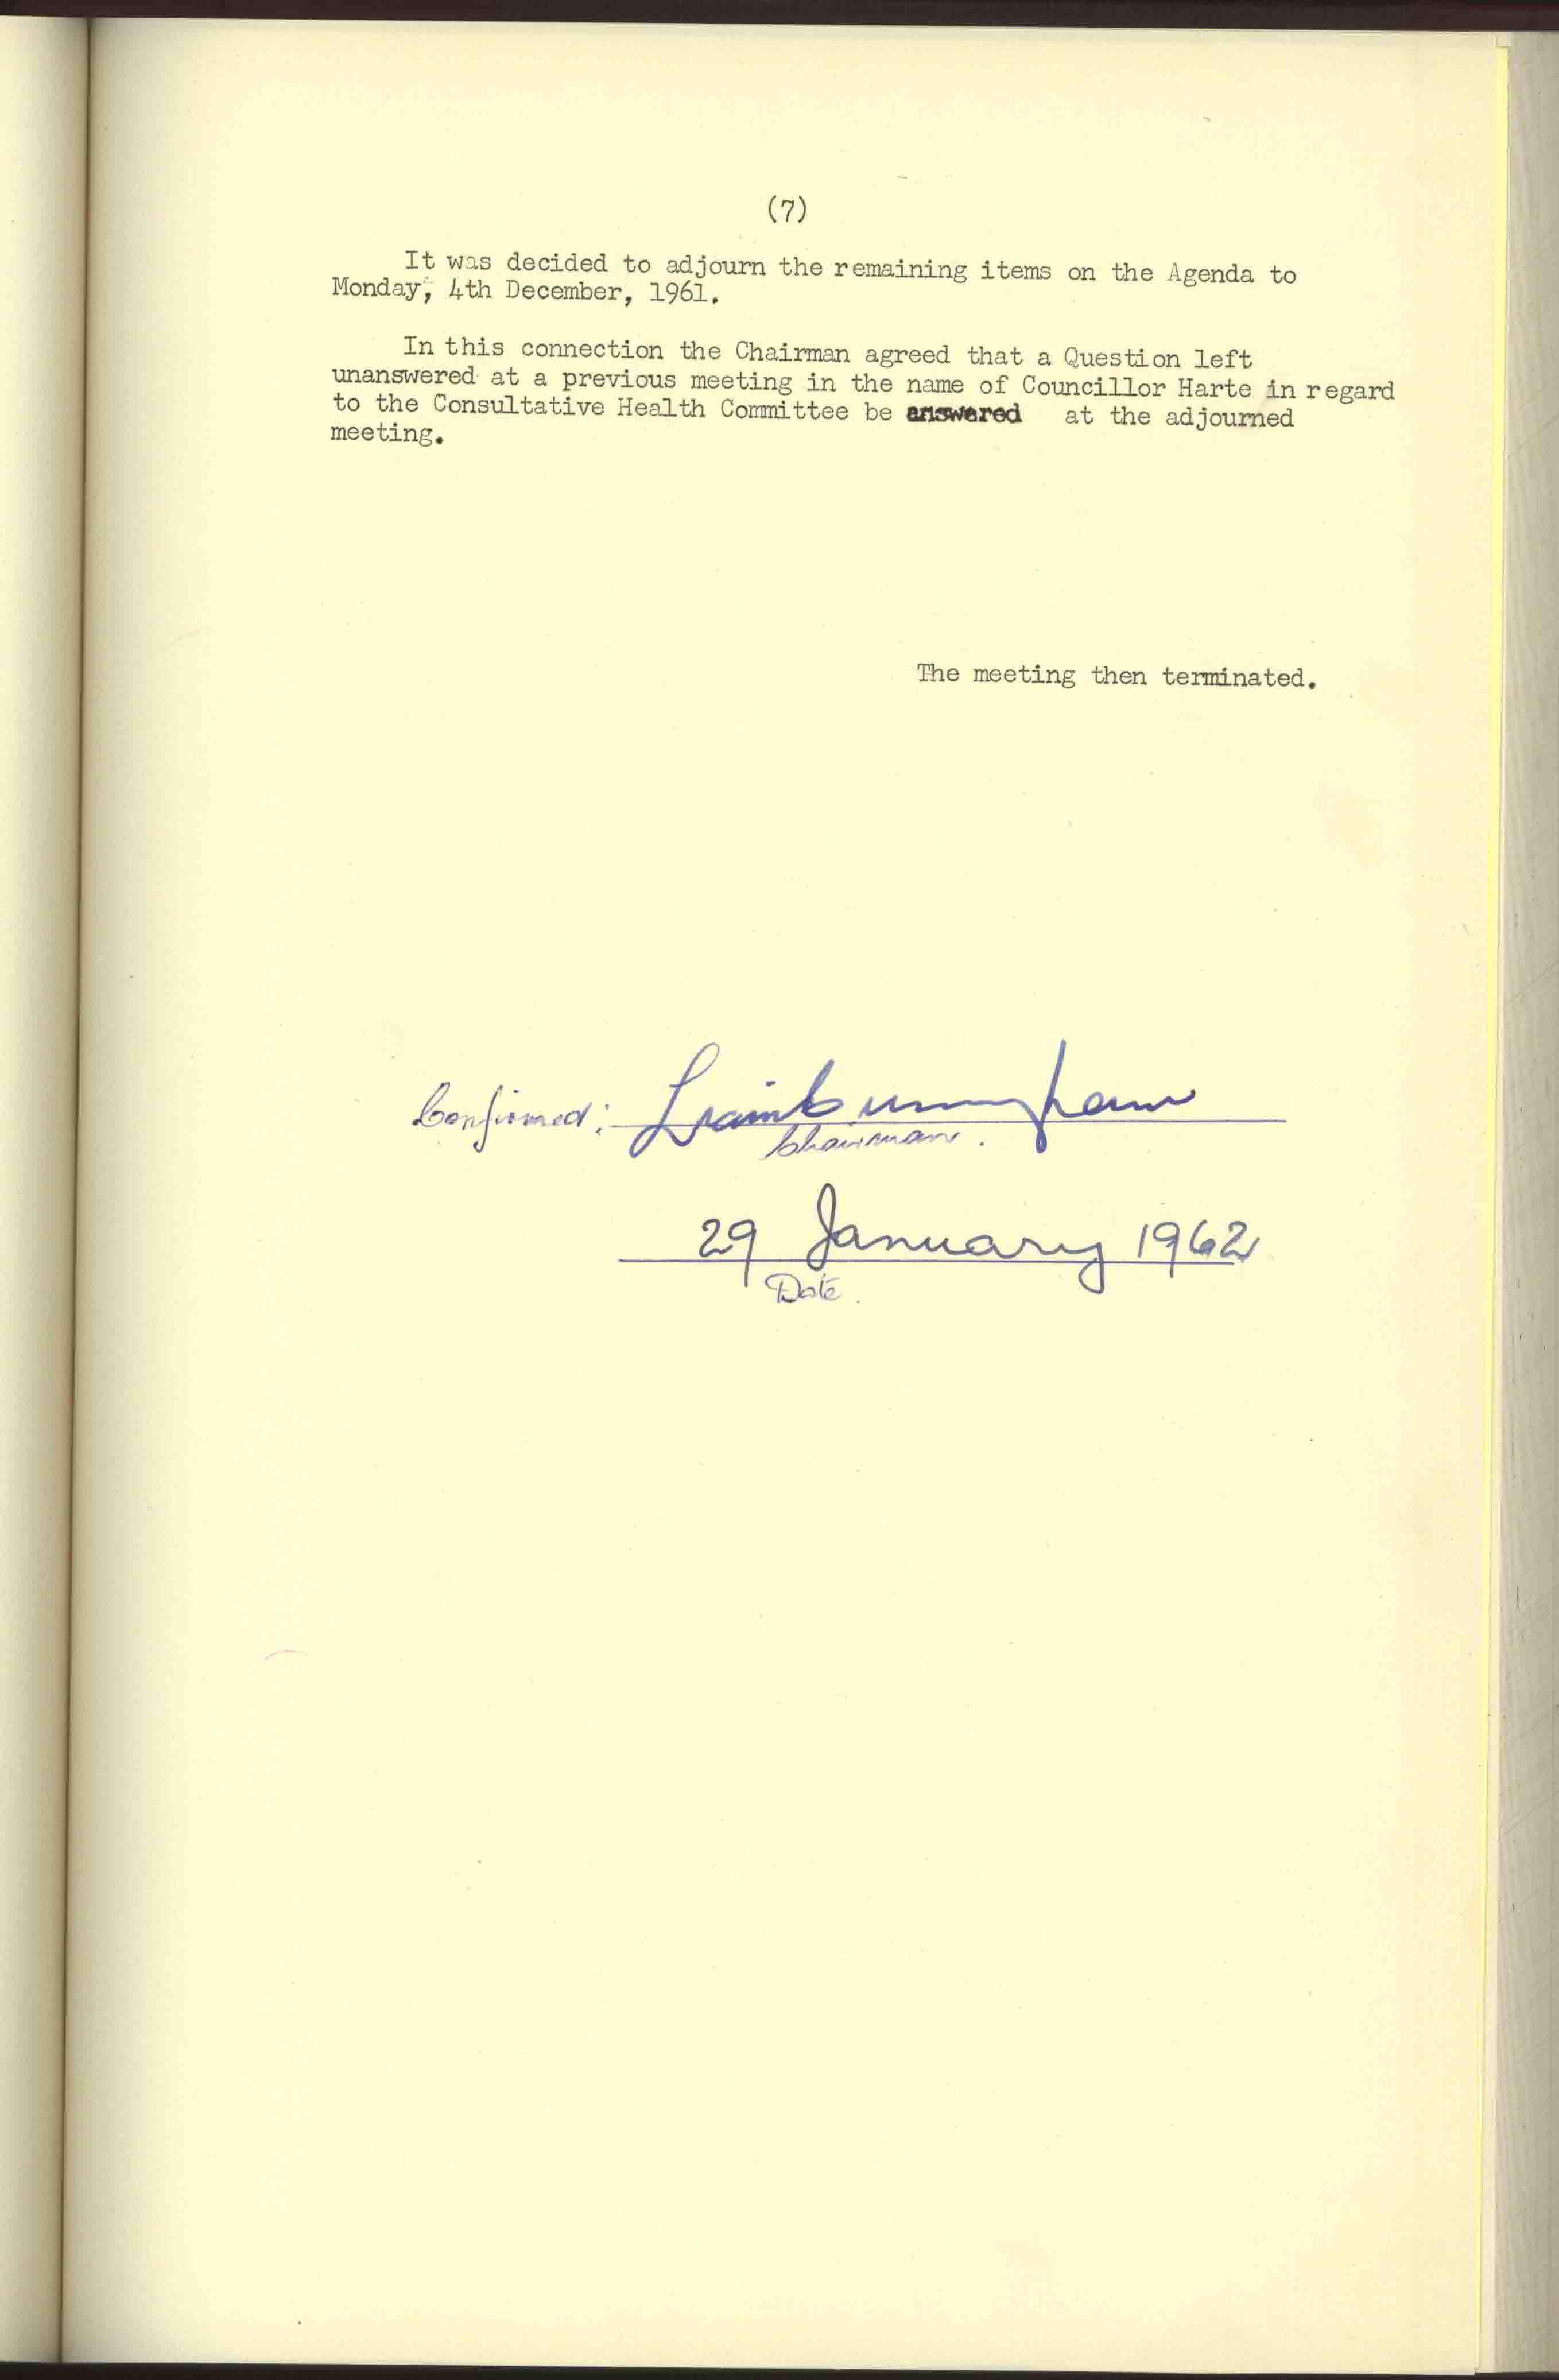 (7)
It was decided to adjourn the remaining items on the Agenda to
Monday, 4th December, 1961.
In this connection the Chairman agreed that a Question left
unanswered at a previous meeting in the name of Councillor Harte in regard
to the Consultative Health Committee be answered at the adjourned
meeting.
The meeting then terminated.
Confirmed: Liam Cunningham
Chairman.
29 January 1962
Date.